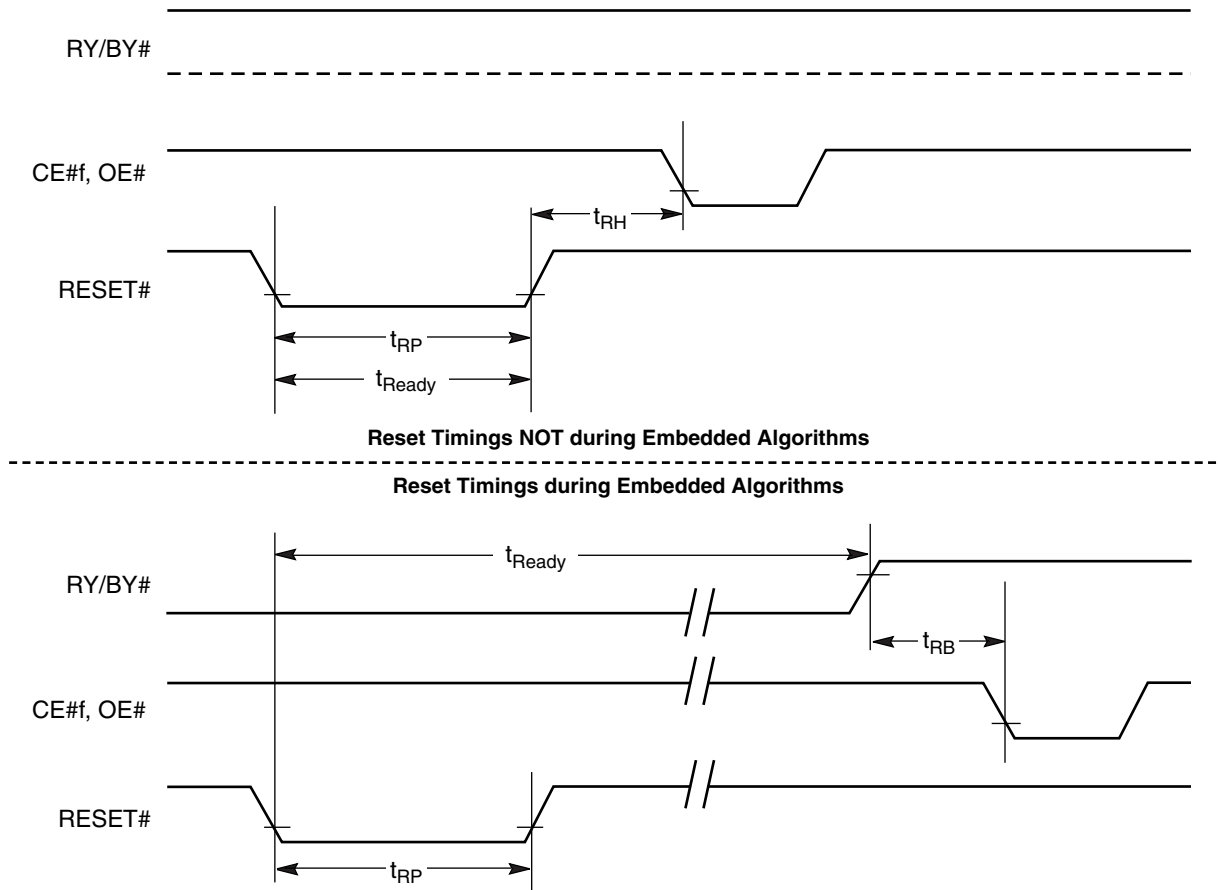 RY/BY#
CE#f, OE#
tRH
RESET#
tRP
tReady
Reset Timings NOT during Embedded Algorithms
Reset Timings during Embedded Algorithms
tReady
RY/BY#
tRB
CE#f, OE#
RESET#
tRP